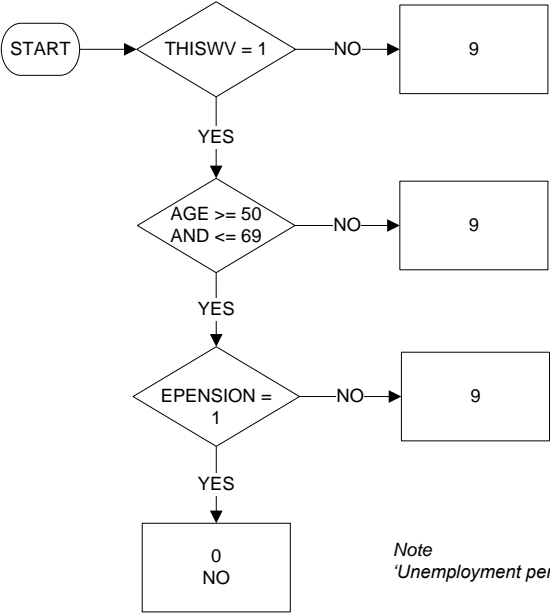 START
THISWV = 1
NO
9
YES
AGE >= 50
AND <= 69
NO
9
YES
EPENSION =
1
NO
9
YES
0
NO
Note
‘Unemployment